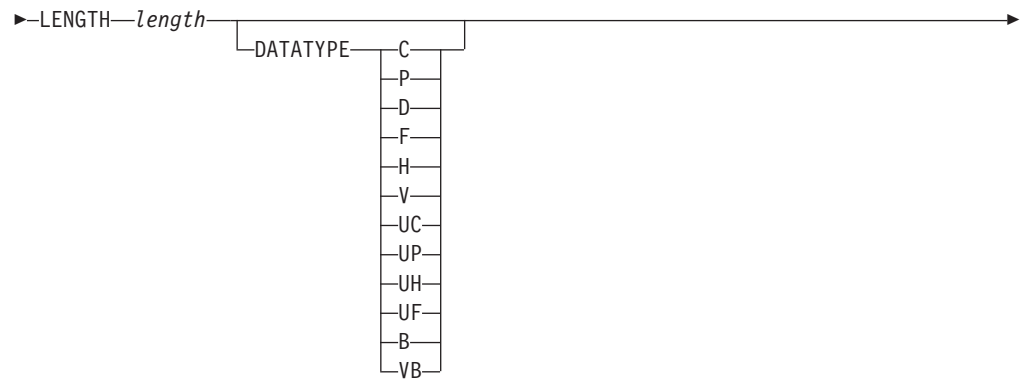 LENGTH length
DATATYPE C
P
D
F
H
V
UC
UP
UH
UF
B
VB